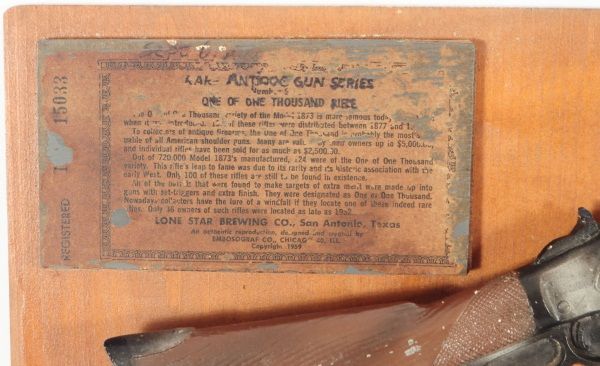 ANTIQUE GUN SERIES
ONE OF ONE THOUSAND RIFLE
Thousand variety of the Model 1873 is more famous today
when it was introduced. of these rifles were distributed between 1877 and
To collectors of antique firearms, the One of One Thousand is probably the most
uable of all American shoulder guns. Many are valued by their owners up to $5,000.00
and individual rifles have been sold for as much as $2,500.00.
Out of 720,000 Model 1873's manufactured, 124 were of the One of One Thousand
variety. This rifle's leap to fame was due to its rarity and its historic association with the
early West. Only 100 of these rifles are still to be found in existence.
All of the that were found to make targets of extra merit were made up into
guns with set-triggers and extra finish. They were designated as One of One Thousand.
Nowadays collectors have the lure of a windfall if they locate one of these indeed rare
rifles. Only 36 owners of such rifles were located as late as
LONE STAR BREWING CO., San Antonio, Texas
An authentic reproduction, designed and created by
EMBOSOGRAF CO., CHICAGO 40, ILL.
Copyright 1959
REGISTERED 15033